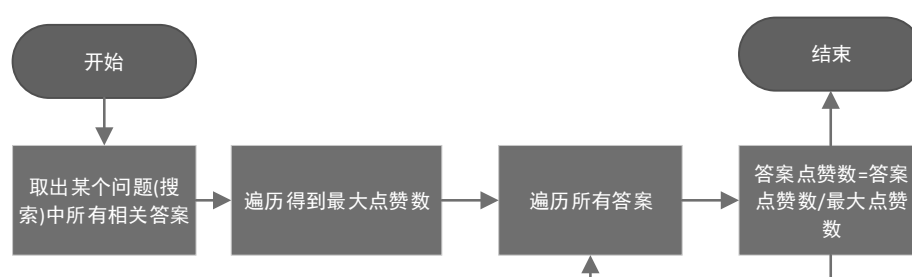 开始
结束
取出某个问题(搜
索)中所有相关答案
遍历得到最大点赞数
遍历所有答案
答案点赞数=答案
点赞数/最大点赞
数